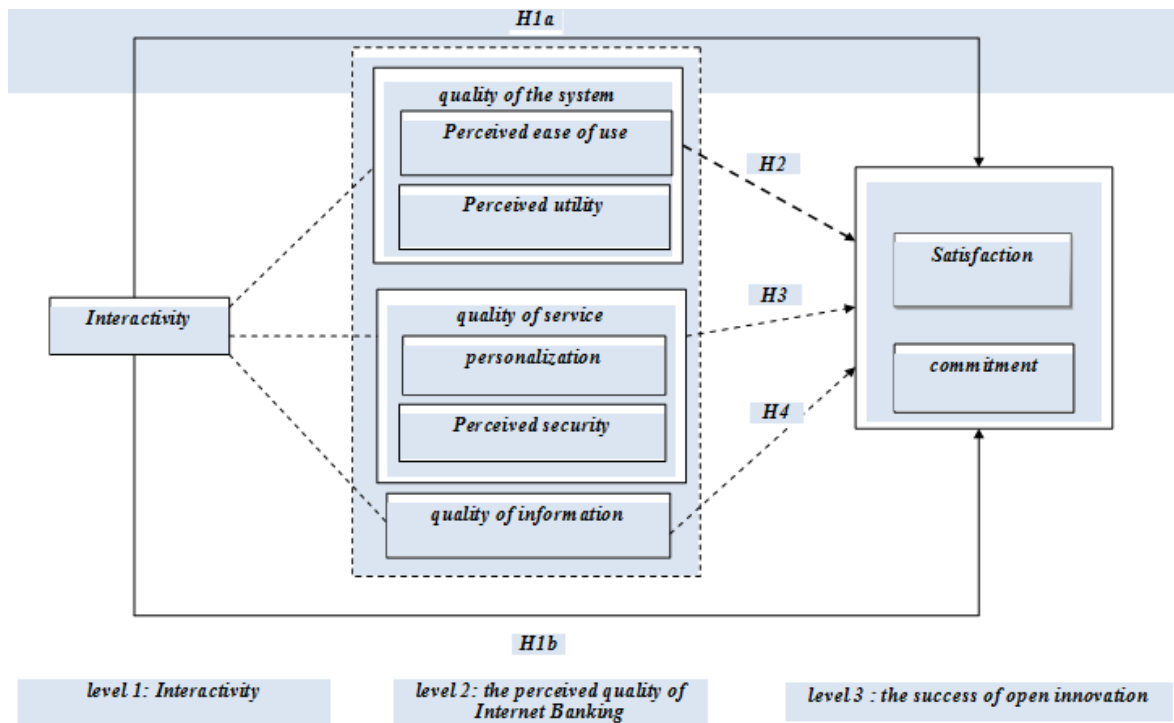 H1a
quality of the system
Perceived ease of use
Perceived utility
H2
Satisfaction
Interactivity
quality of service
personalization
Perceived security
H3
commitment
H4
quality of information
H1b
level 1: Interactivity
level 2: the perceived quality of
Internet Banking
level 3 : the success of open innovation